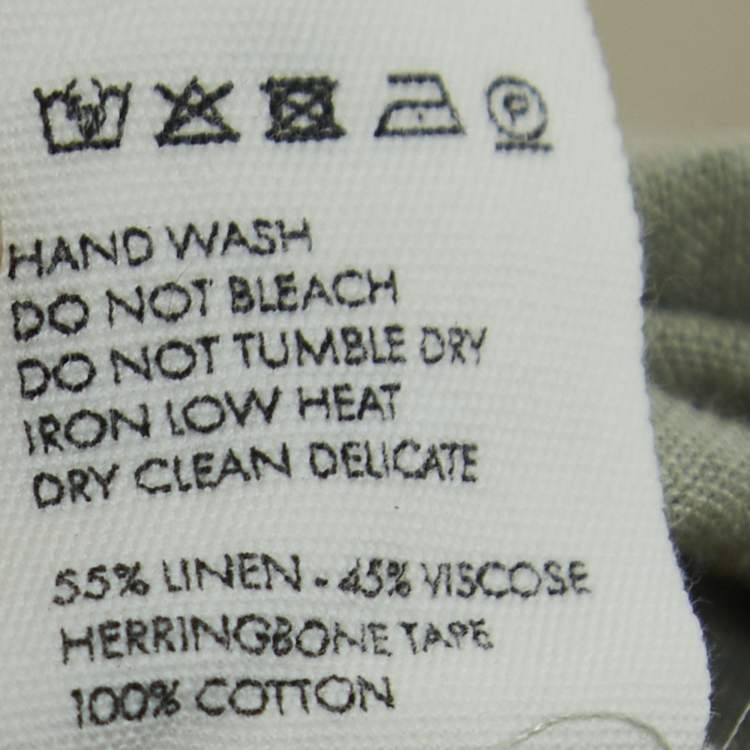 P
HAND WASH
DO NOT BLEACH
DO NOT TUMBLE DRY
IRON LOW HEAT
DRY CLEAN DELICATE
55% LINEN - 45% VISCOSE
HERRINGBONE TAPE
100% COTTON